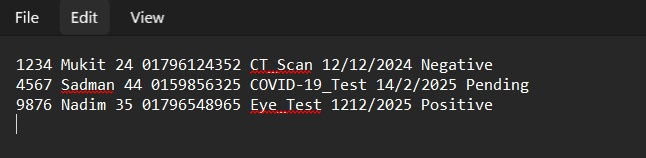 File Edit View
1234 Mukit 24 01796124352 CT_Scan 12/12/2024 Negative
4567 Sadman 44 0159856325 COVID-19_Test 14/2/2025 Pending
9876 Nadim 35 01796548965 Eye_Test 1212/2025 Positive